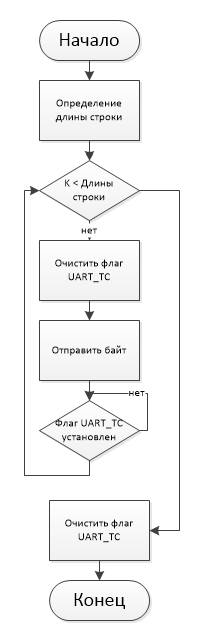 Начало
Определение
длины строки
К < Длины
строки
нет
Очистить флаг
UART_TC
Отправить байт
нет
Флаг UART_TC
установлен
Очистить флаг
UART_TC
Конец